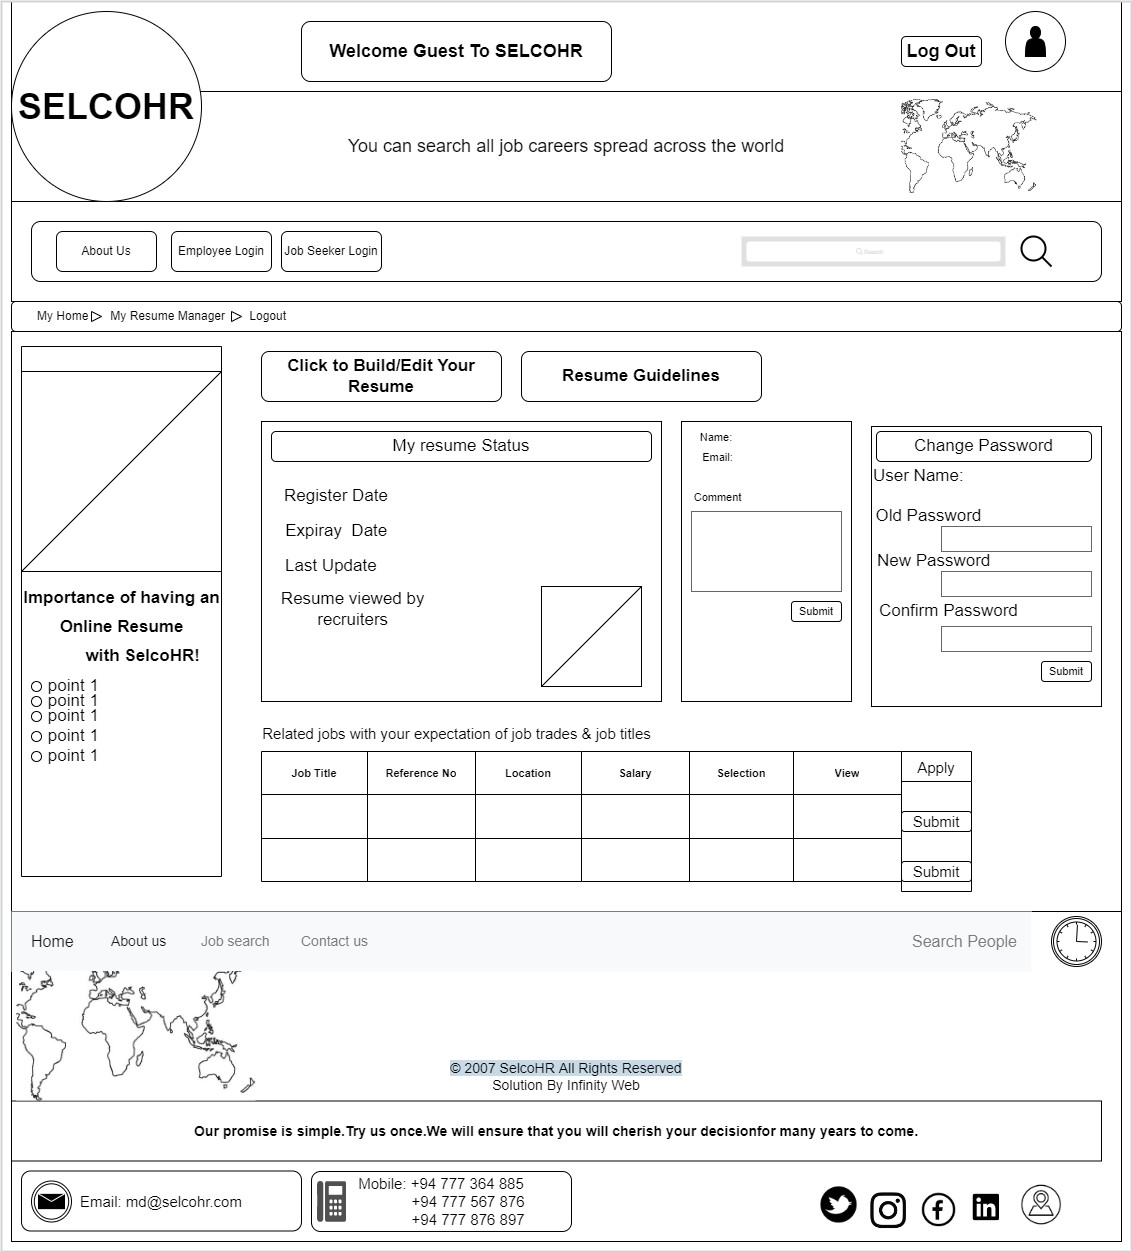 Welcome Guest To SELCOHR
Log Out
SELCOHR
You can search all job careers spread across the world
About Us
Employee Login
Job Seeker Login
Search
My Home
My Resume Manager
Logout
Click to Build/Edit Your
Resume
Resume Guidelines
My resume Status
Register Date
Expiray  Date
Last Update
Resume viewed by
recruiters
Name:
Email:
Comment
Submit
Change Password
User Name:
Old Password
New Password
Confirm Password
Submit
Importance of having an
Online Resume
with SelcoHR!
point 1
point 1
point 1
point 1
point 1
Related jobs with your expectation of job trades & job titles
Job Title
Reference No
Location
Salary
Selection
View
Apply
Submit
Submit
Home
About us
Job search
Contact us
Search People
© 2007 SelcoHR All Rights Reserved
Solution By Infinity Web
Our promise is simple.Try us once.We will ensure that you will cherish your decisionfor many years to come.
Email: md@selcohr.com
Mobile: +94 777 364 885
+94 777 567 876
+94 777 876 897